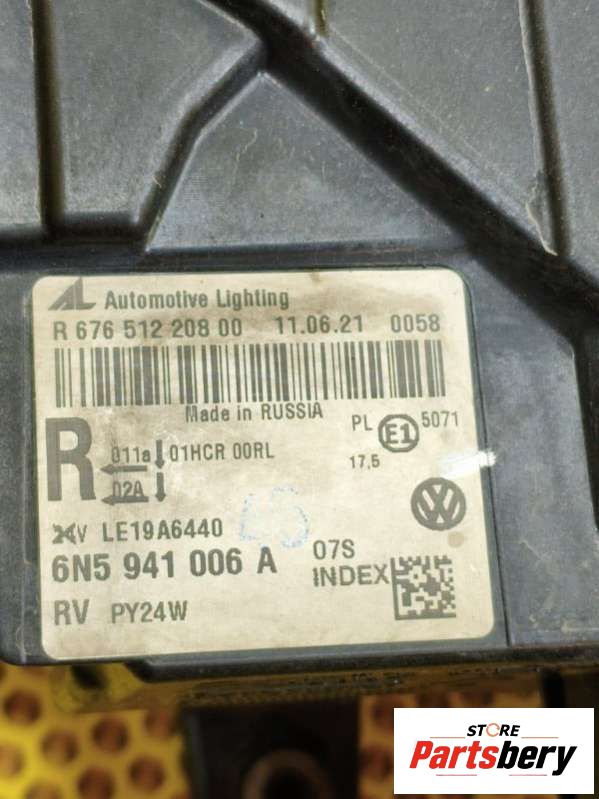 AL Automotive Lighting
R 676 512 208 00 11.06.21 0058
Made in RUSSIA
R
011a 01HCR 00RL
02A
PL E1 5071
17,5
V LE19A6440
6N5 941 006 A
07S
INDEX
RV PY24W
STORE
Partsbery